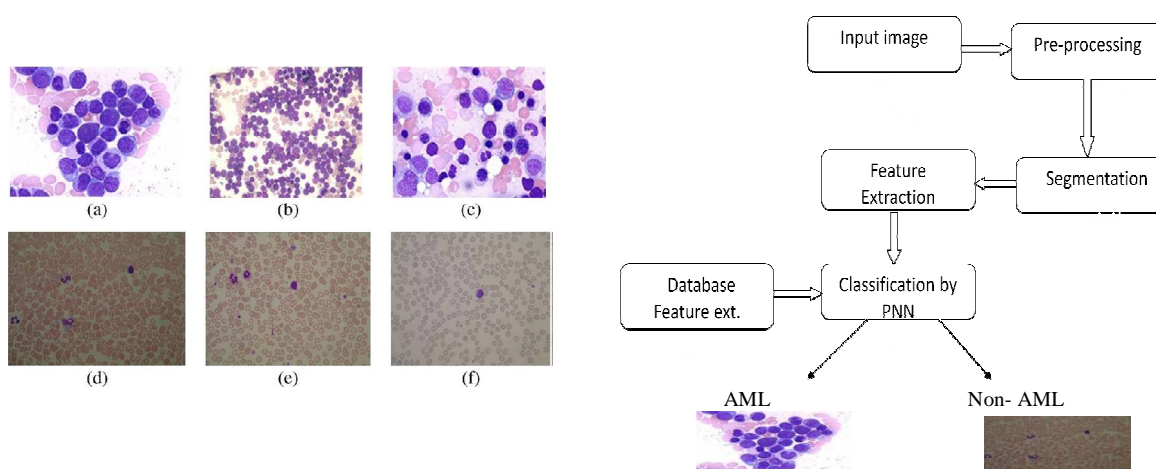 (a)
(b)
(c)
(d)
(e)
(f)
Input image
Pre-processing
Segmentation
Feature
Extraction
Database
Feature ext.
Classification by
PNN
AML
Non- AML